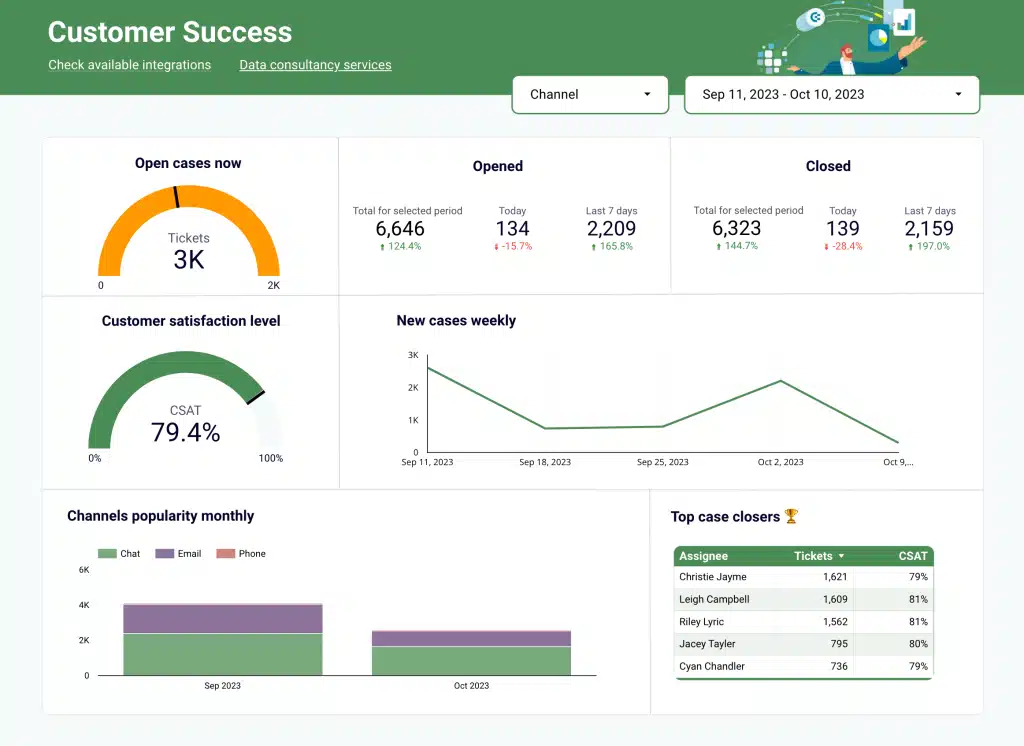 Customer Success
Check available integrations
Data consultancy services
Channel
Sep 11, 2023 - Oct 10, 2023
Open cases now
Tickets
3K
0
2K
Opened
Total for selected period
6,646
124.4%
Today
134
-15.7%
Last 7 days
2,209
165.8%
Closed
Total for selected period
6,323
144.7%
Today
139
-28.4%
Last 7 days
2,159
197.0%
Customer satisfaction level
CSAT
79.4%
0%
100%
New cases weekly
3K
2K
1K
0
Sep 11, 2023
Sep 18, 2023
Sep 25, 2023
Oct 2, 2023
Oct 9,...
Channels popularity monthly
Chat
Email
Phone
6K
4K
2K
0
Sep 2023
Oct 2023
Top case closers 🏆
Assignee Tickets CSAT
Christie Jayme 1,621 79%
Leigh Campbell 1,609 81%
Riley Lyric 1,562 81%
Jacey Tayler 795 80%
Cyan Chandler 736 79%